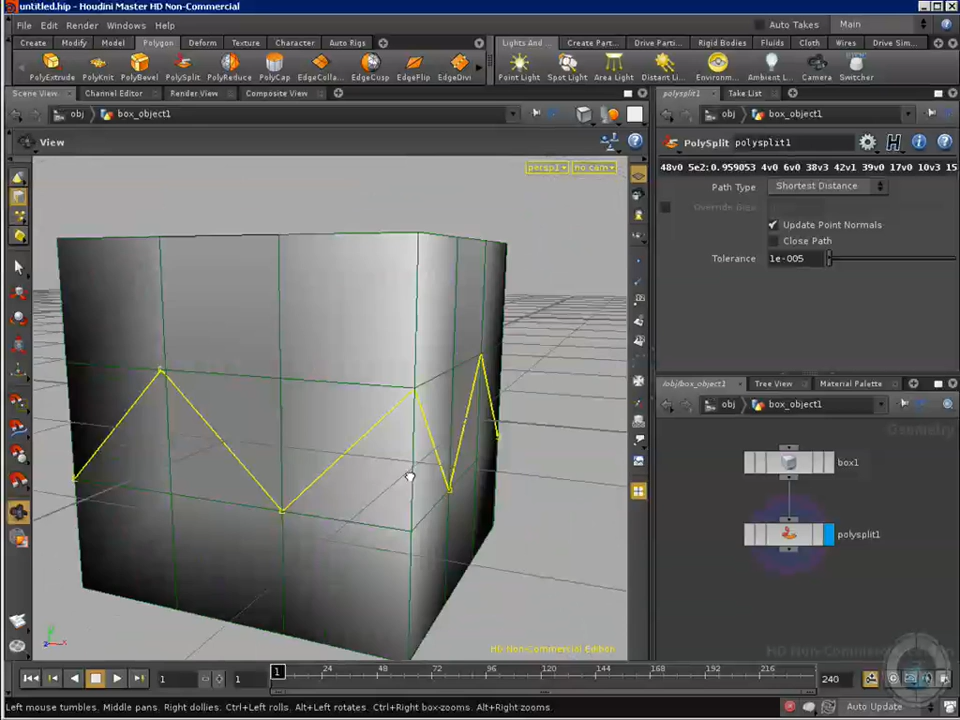 untitled.hip - Houdini Master HD Non-Commercial
File Edit Render Windows Help
Auto Takes Main
Create Modify Model Polygon Deform Texture Character Auto Rigs
Lights And ... Create Part... Drive Parti... Rigid Bodies Fluids Cloth Wires Drive Sim...
PolyExtrude PolyKnit PolyBevel PolySplit PolyReduce PolyCap EdgeColla... EdgeCusp EdgeFlip EdgeDivi
Point Light Spot Light Area Light Distant Li... Environm... Ambient L... Camera Switcher
Scene View Channel Editor Render View Composite View
polysplit1 Take List
obj box_object1
obj box_object1
View
PolySplit polysplit1
persp1 no cam
48v0 5e2:0.959053 4v0 6v0 38v3 42v1 39v0 17v0 10v3 15
Path Type Shortest Distance
Update Point Normals
Close Path
Tolerance 1e-005
/obj/box_object1 Tree View Material Palette
obj box_object1
Geometry
box1
polysplit1
HD Non-Commercial Edition
1 1 1 24 48 72 96 120 144 168 192 216 240
Left mouse tumbles, Middle pans, Right dollies. Ctrl+Left rolls, Alt+Left rotates, Ctrl+Middle pans, Ctrl+Right box-zooms, Alt+Right zooms.
Auto Update